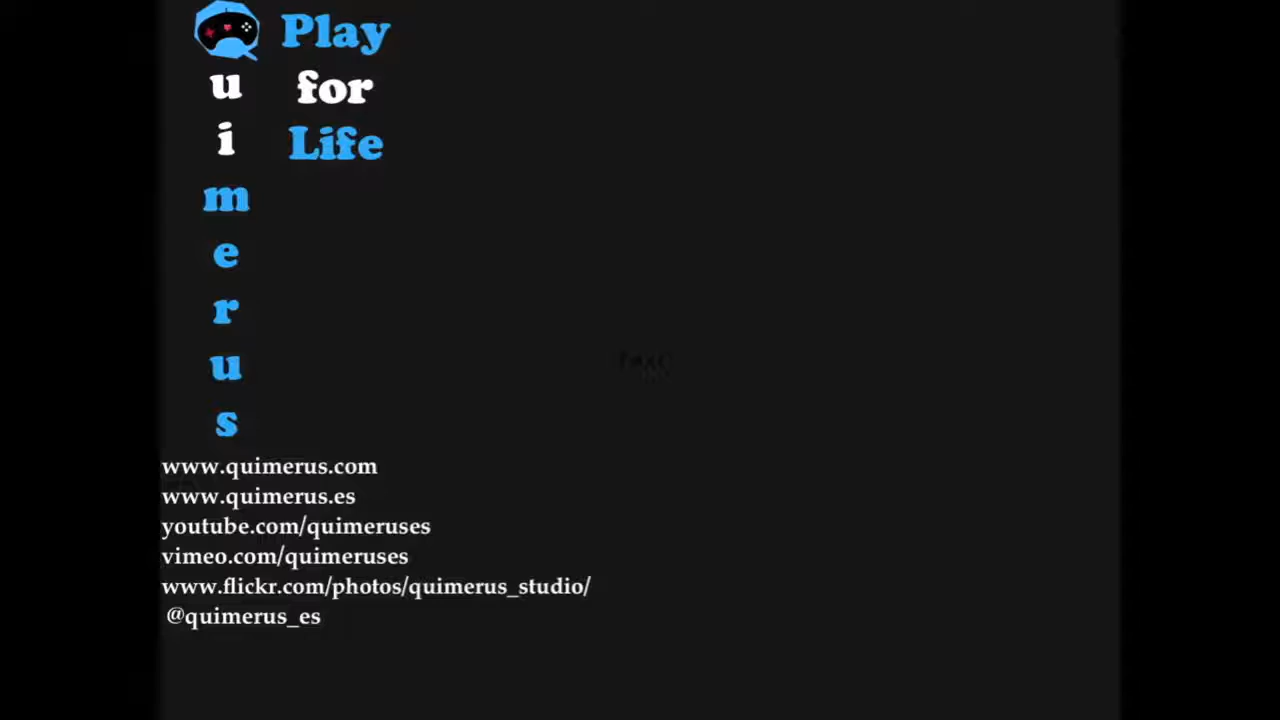 Play
for
Life
u
i
m
e
r
u
s
www.quimerus.com
www.quimerus.es
youtube.com/quimeruses
vimeo.com/quimeruses
www.flickr.com/photos/quimerus_studio/
@quimerus_es